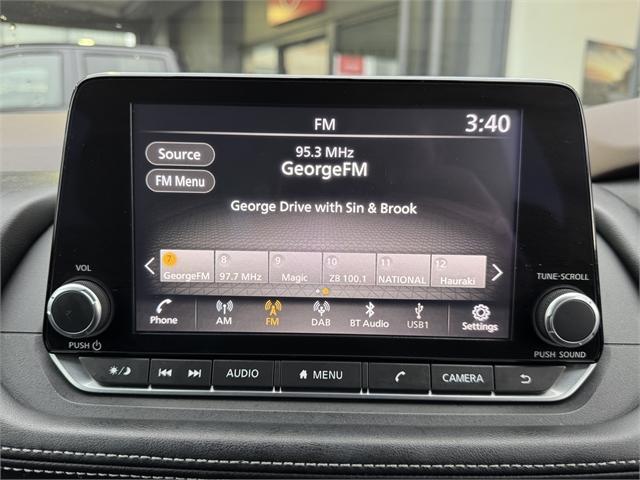 FM
3:40
Source
95.3 MHz
GeorgeFM
FM Menu
George Drive with Sin & Brook
7 8 9 10 11 12
GeorgeFM 97.7 MHz Magic ZB 100.1 NATIONAL Hauraki
Phone AM FM DAB BT Audio USB1 Settings
VOL
TUNE-SCROLL
PUSH
PUSH SOUND
AUDIO MENU CAMERA